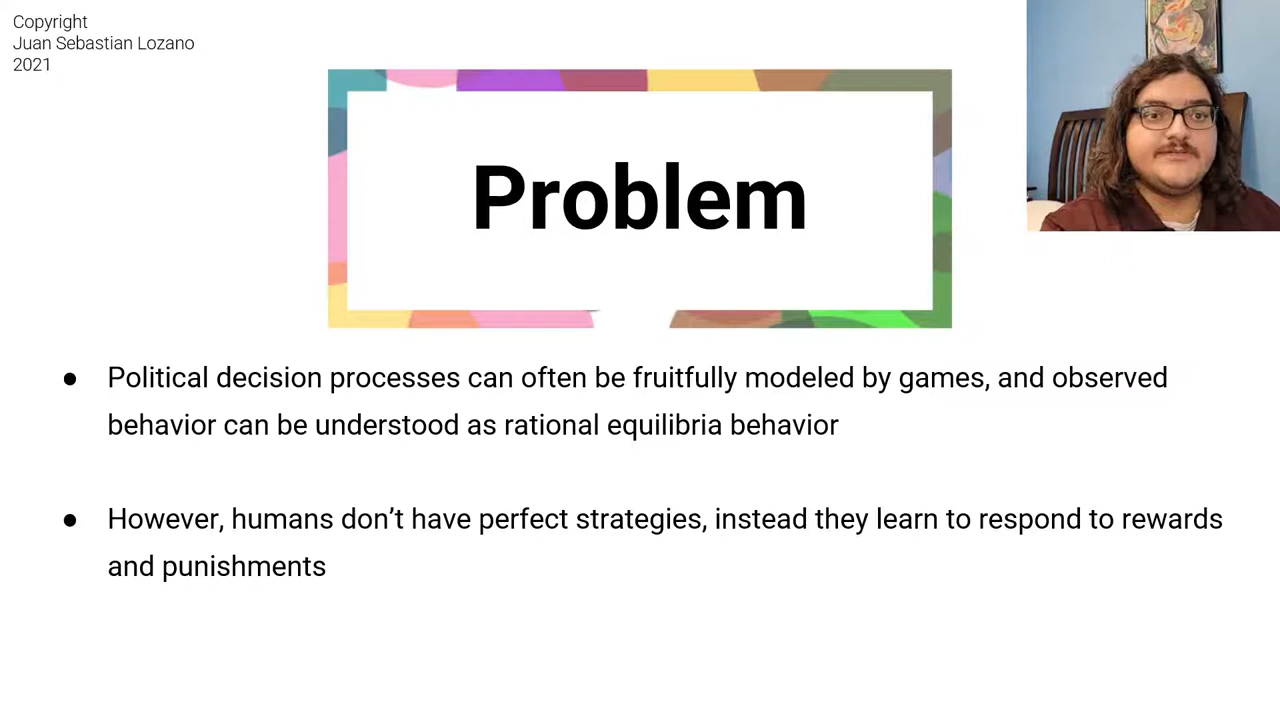 Copyright
Juan Sebastian Lozano
2021
Problem
● Political decision processes can often be fruitfully modeled by games, and observed
behavior can be understood as rational equilibria behavior
● However, humans don’t have perfect strategies, instead they learn to respond to rewards
and punishments